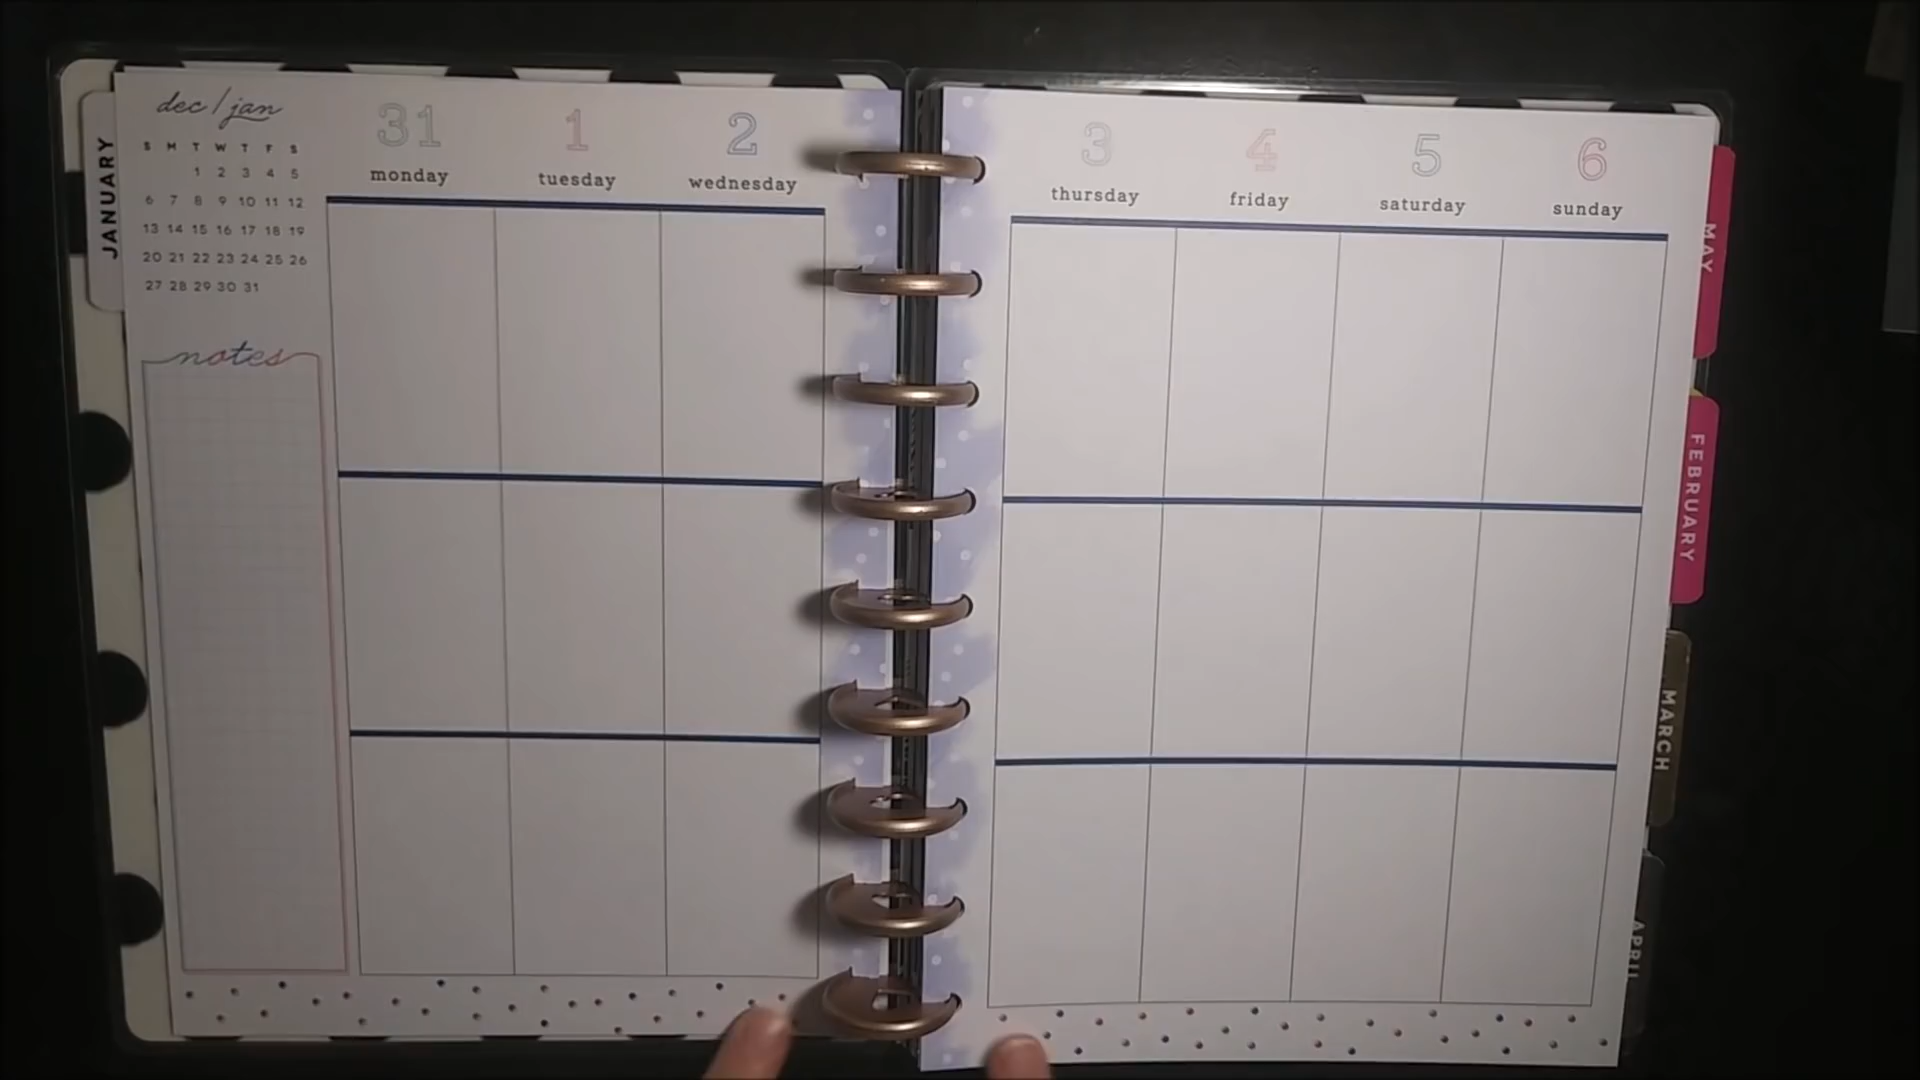 dec/jan
S M T W T F S
1 2 3 4 5
6 7 8 9 10 11 12
13 14 15 16 17 18 19
20 21 22 23 24 25 26
27 28 29 30 31
notes
JANUARY
31 1 2
monday tuesday wednesday
3 4 5 6
thursday friday saturday sunday
MAY
FEBRUARY
MARCH
APRIL